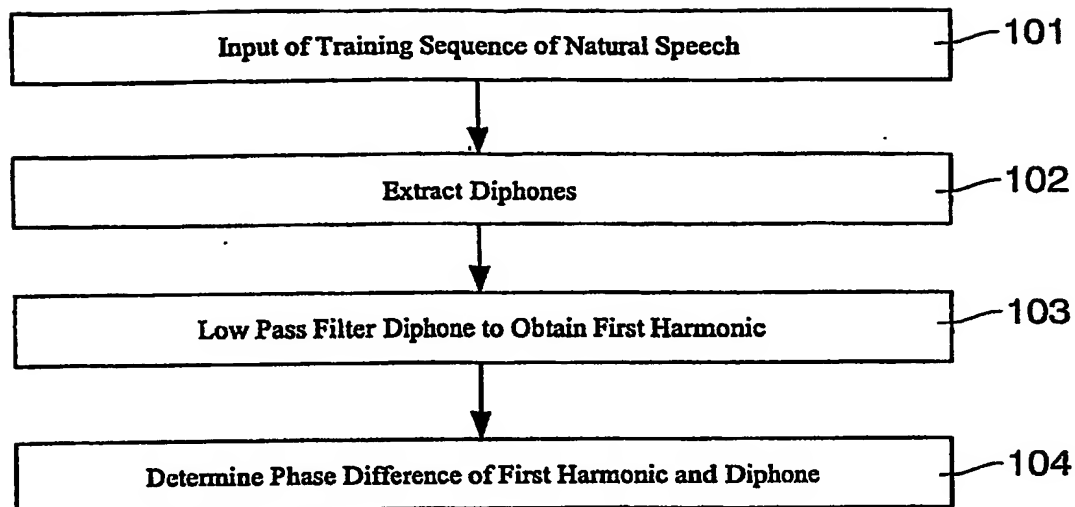 Input of Training Sequence of Natural Speech 101
Extract Diphones 102
Low Pass Filter Diphone to Obtain First Harmonic 103
Determine Phase Difference of First Harmonic and Diphone 104